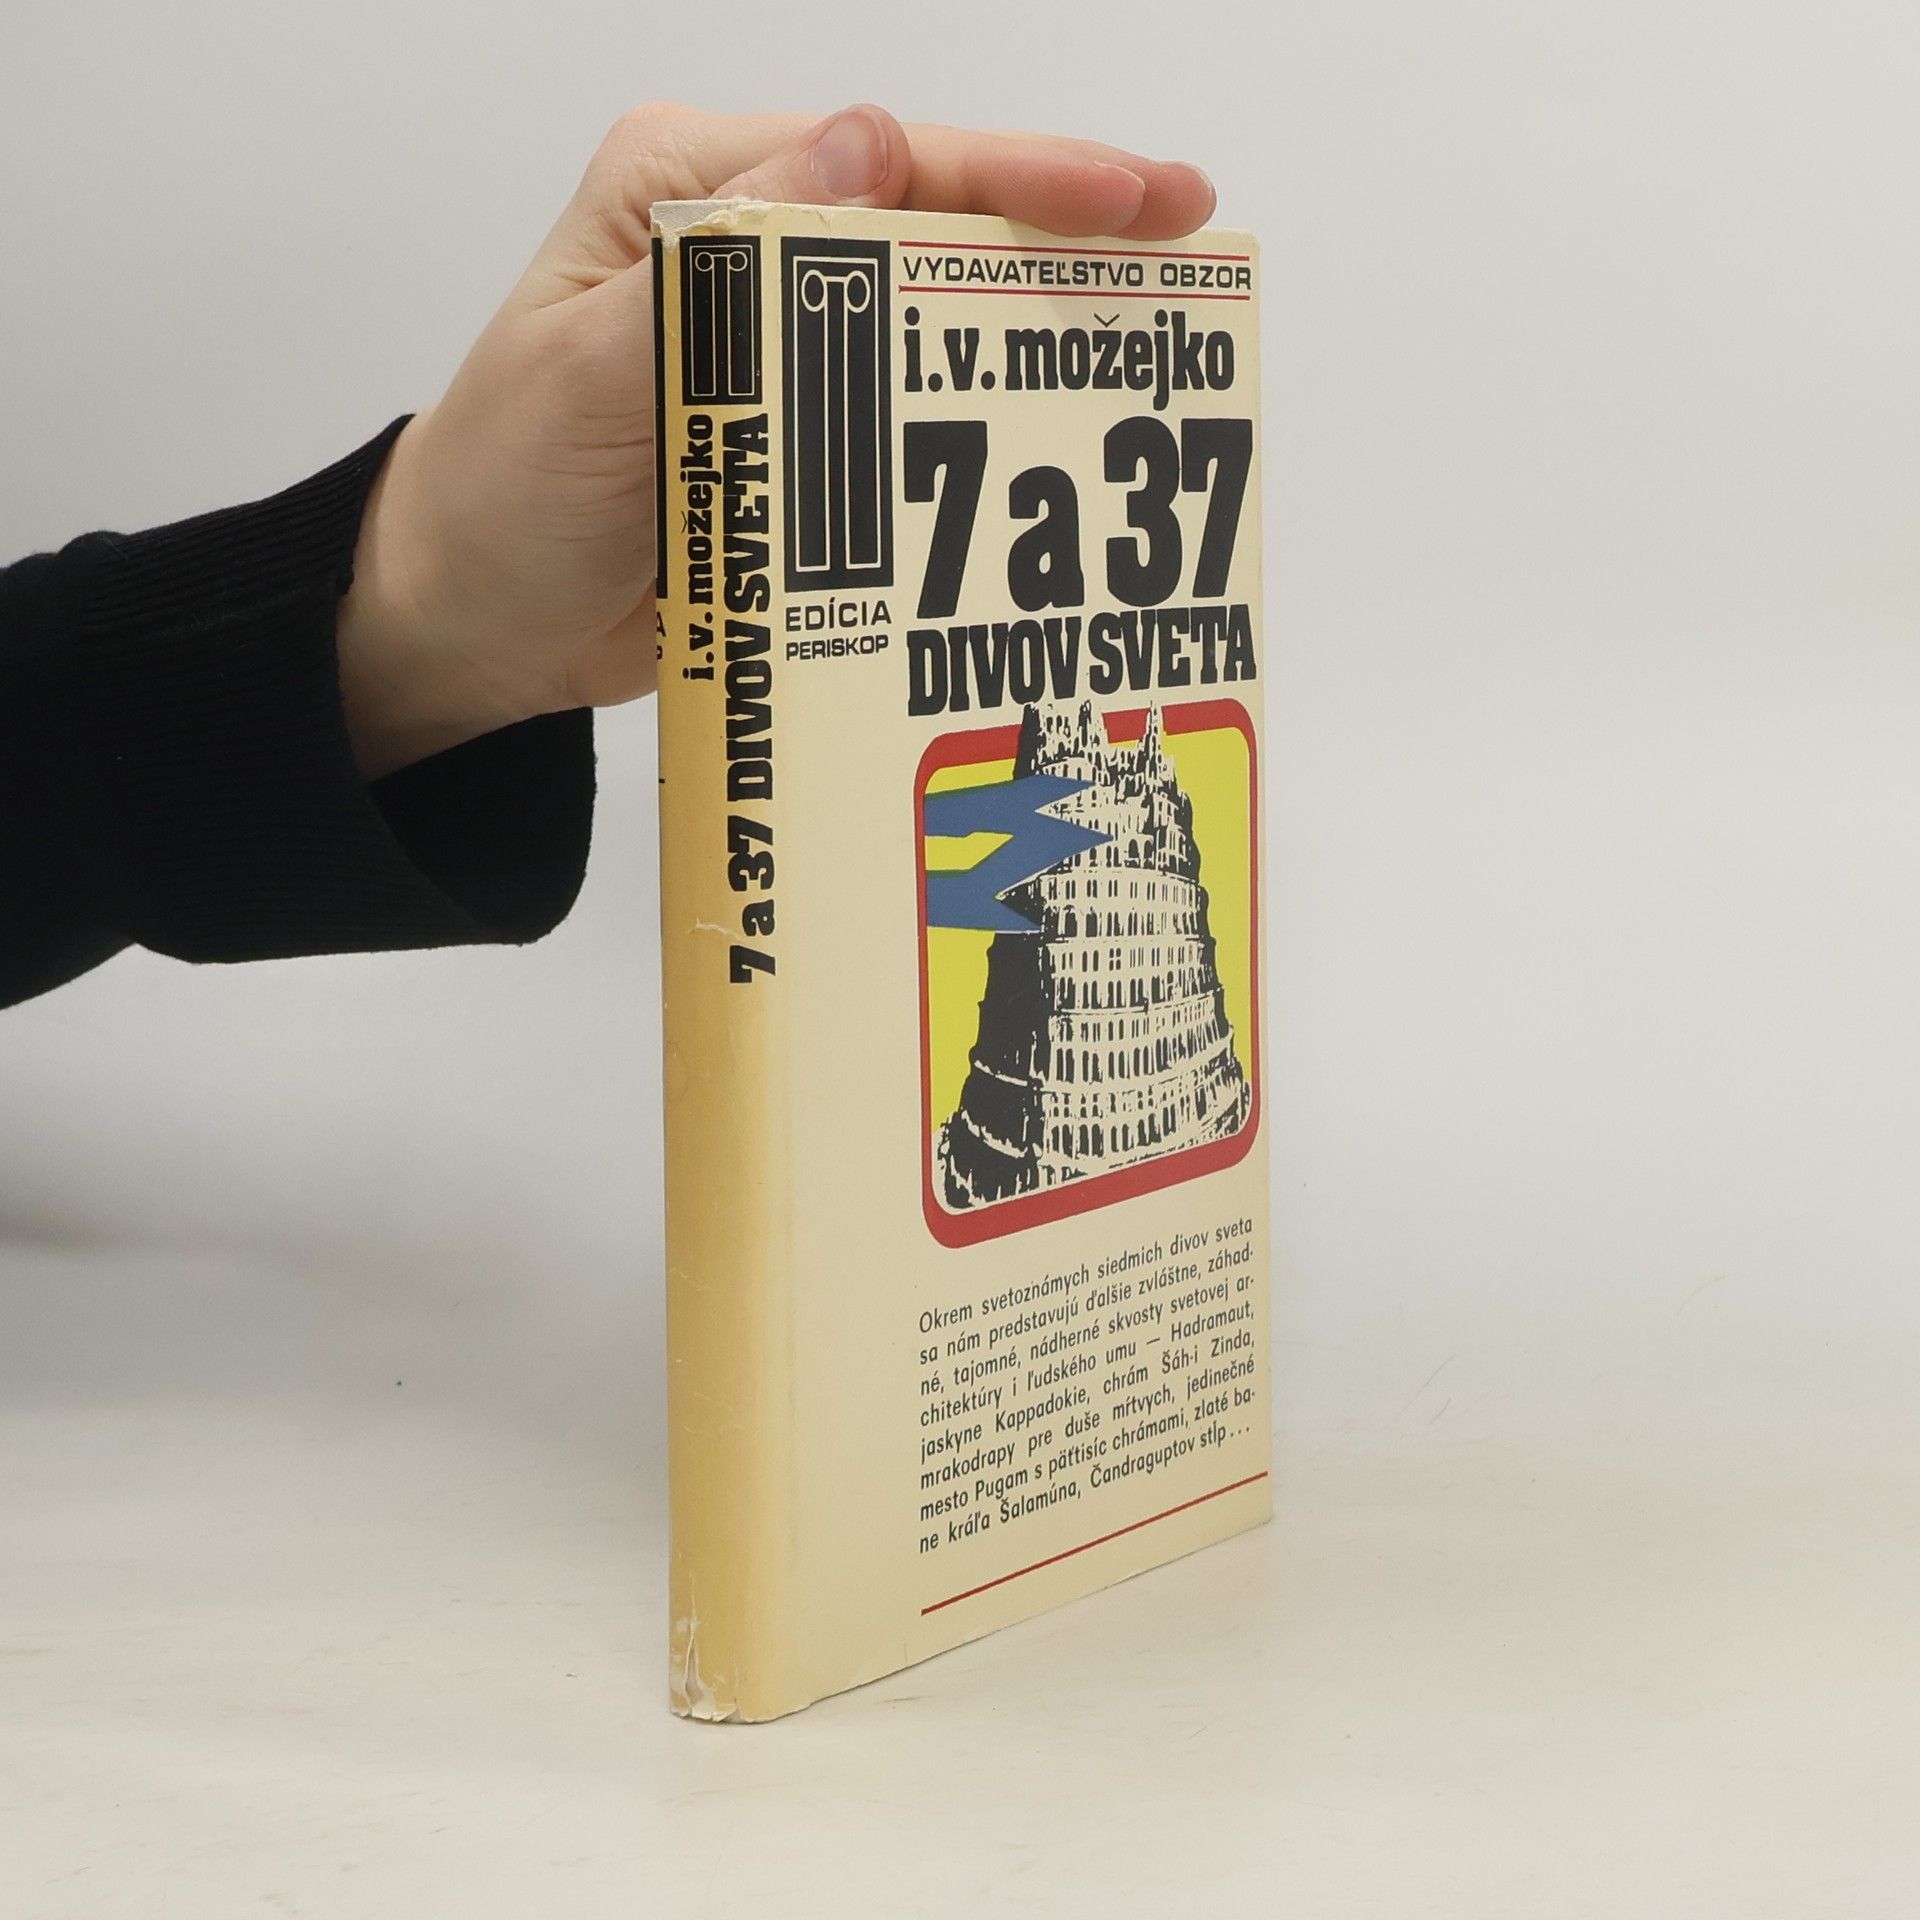 i.v. možejko
7 a 37 DIVOV SVETA
EDÍCIA
PERISKOP
VYDAVATEĽSTVO OBZOR
i.v. možejko
7 a 37
DIVOV SVETA
Okrem svetoznámych siedmich divov sveta
sa nám predstavujú ďalšie zvláštne, záhad-
né, tajomné, nádherné skvosty svetovej ar-
chitektúry i ľudského umu — Hadramaut,
jaskyne Kappadokie, chrám Šáh-i Zinda,
mrakodrapy pre duše mŕtvych, jedinečné
mesto Pugam s päťtisíc chrámami, zlaté ba-
ne kráľa Šalamúna, Čandraguptov stĺp...